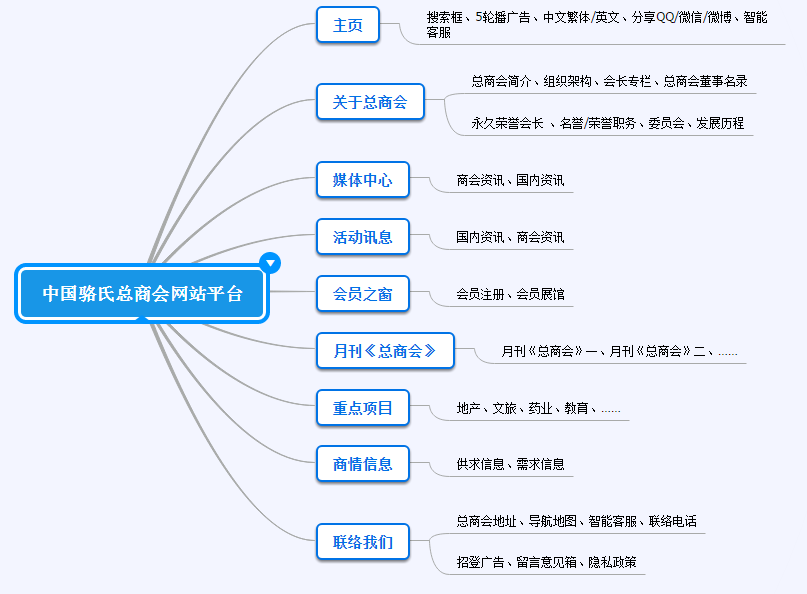 主页
搜索框、5轮播广告、中文繁体/英文、分享QQ/微信/微博、智能
客服
关于总商会
总商会简介、组织架构、会长专栏、总商会董事名录
永久荣誉会长 、名誉/荣誉职务、委员会、发展历程
媒体中心
商会资讯、国内资讯
活动讯息
国内资讯、商会资讯
中国骆氏总商会网站平台
会员之窗
会员注册、会员展馆
月刊《总商会》
月刊《总商会》一、月刊《总商会》二、……
重点项目
地产、文旅、药业、教育、……
商情信息
供求信息、需求信息
联络我们
总商会地址、导航地图、智能客服、联络电话
招登广告、留言意见箱、隐私政策